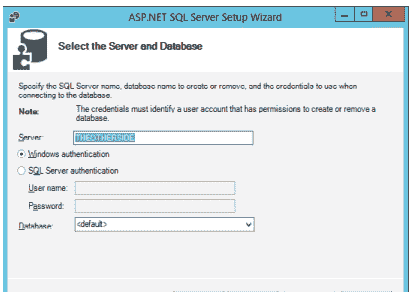 ASP.NET SQL Server Setup Wizard
Select the Server and Database
Specify the SQL Server name, database name to create or remove, and the credentials to use when
connecting to the database.
Note: The credentials must identify a user account that has permissions to create or remove a
database.
Server: THEOTHERSIDE
Windows authentication
SQL Server authentication
User name:
Password:
Database: <default>